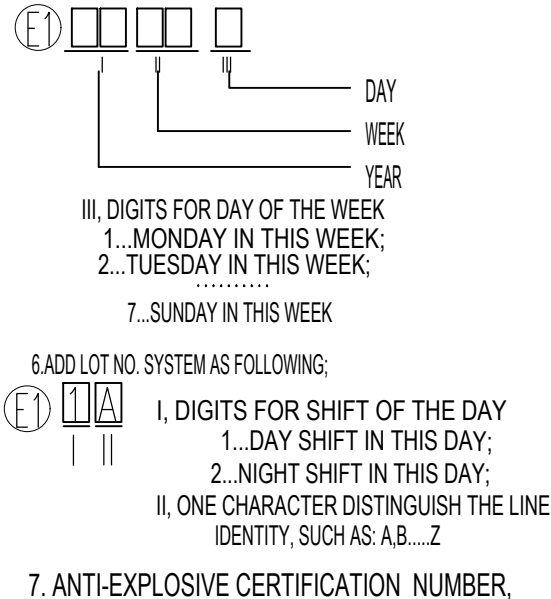 E1
I II III
DAY
WEEK
YEAR
III, DIGITS FOR DAY OF THE WEEK
1...MONDAY IN THIS WEEK;
2...TUESDAY IN THIS WEEK;
..........
7...SUNDAY IN THIS WEEK
6.ADD LOT NO. SYSTEM AS FOLLOWING;
E1 1A I, DIGITS FOR SHIFT OF THE DAY
I II 1...DAY SHIFT IN THIS DAY;
2...NIGHT SHIFT IN THIS DAY;
II, ONE CHARACTER DISTINGUISH THE LINE
IDENTITY, SUCH AS: A,B.....Z
7. ANTI-EXPLOSIVE CERTIFICATION NUMBER,